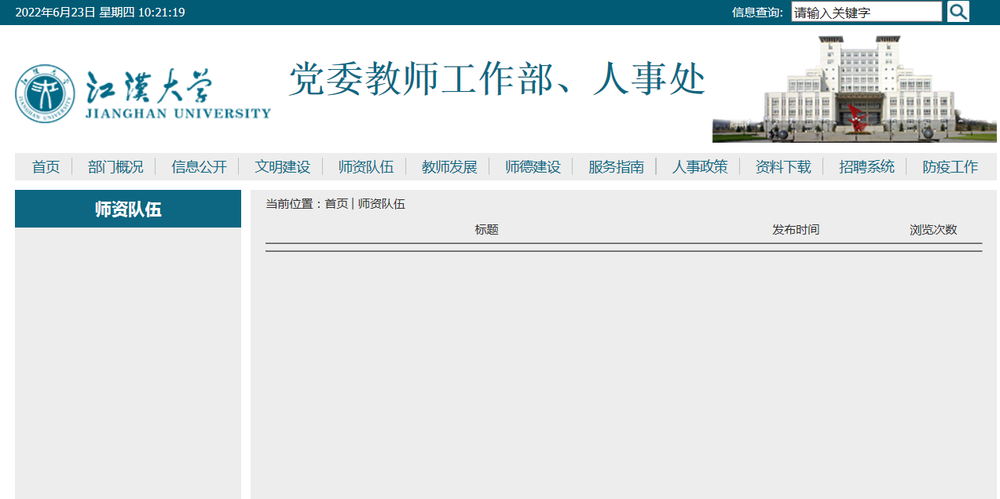 2022年6月23日 星期四 10:21:19 信息查询: 请输入关键字
江漢大学
JIANGHAN UNIVERSITY
党委教师工作部、人事处
首页 部门概况 信息公开 文明建设 师资队伍 教师发展 师德建设 服务指南 人事政策 资料下载 招聘系统 防疫工作
师资队伍
当前位置：首页 | 师资队伍
标题 发布时间 浏览次数